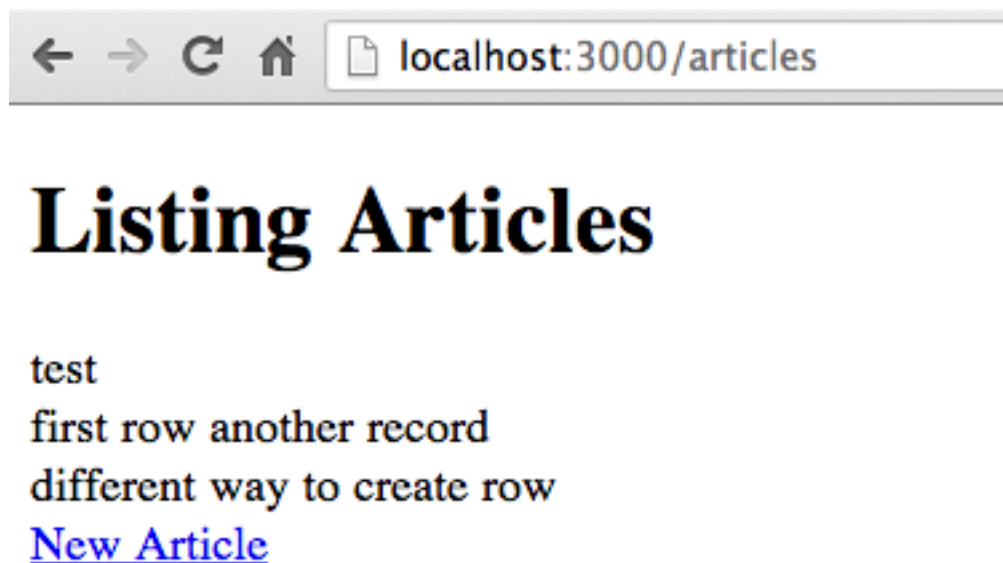 localhost:3000/articles
Listing Articles
test
first row another record
different way to create row
New Article